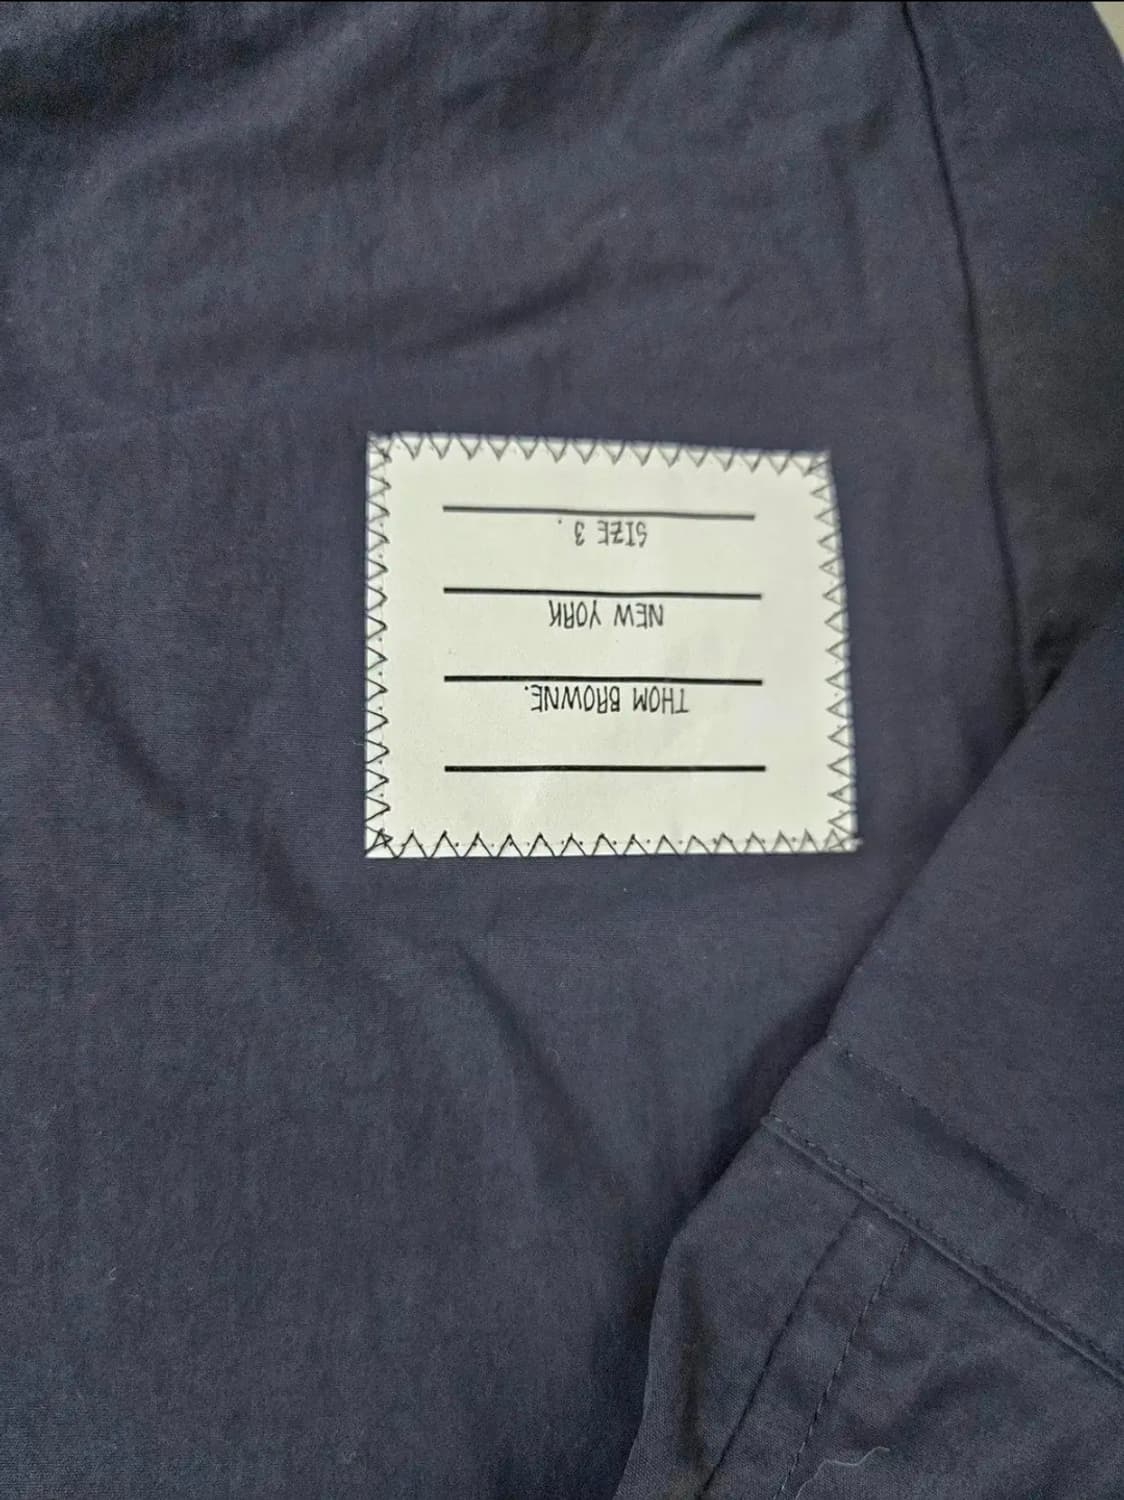 THOM BROWNE.
NEW YORK
SIZE 3.